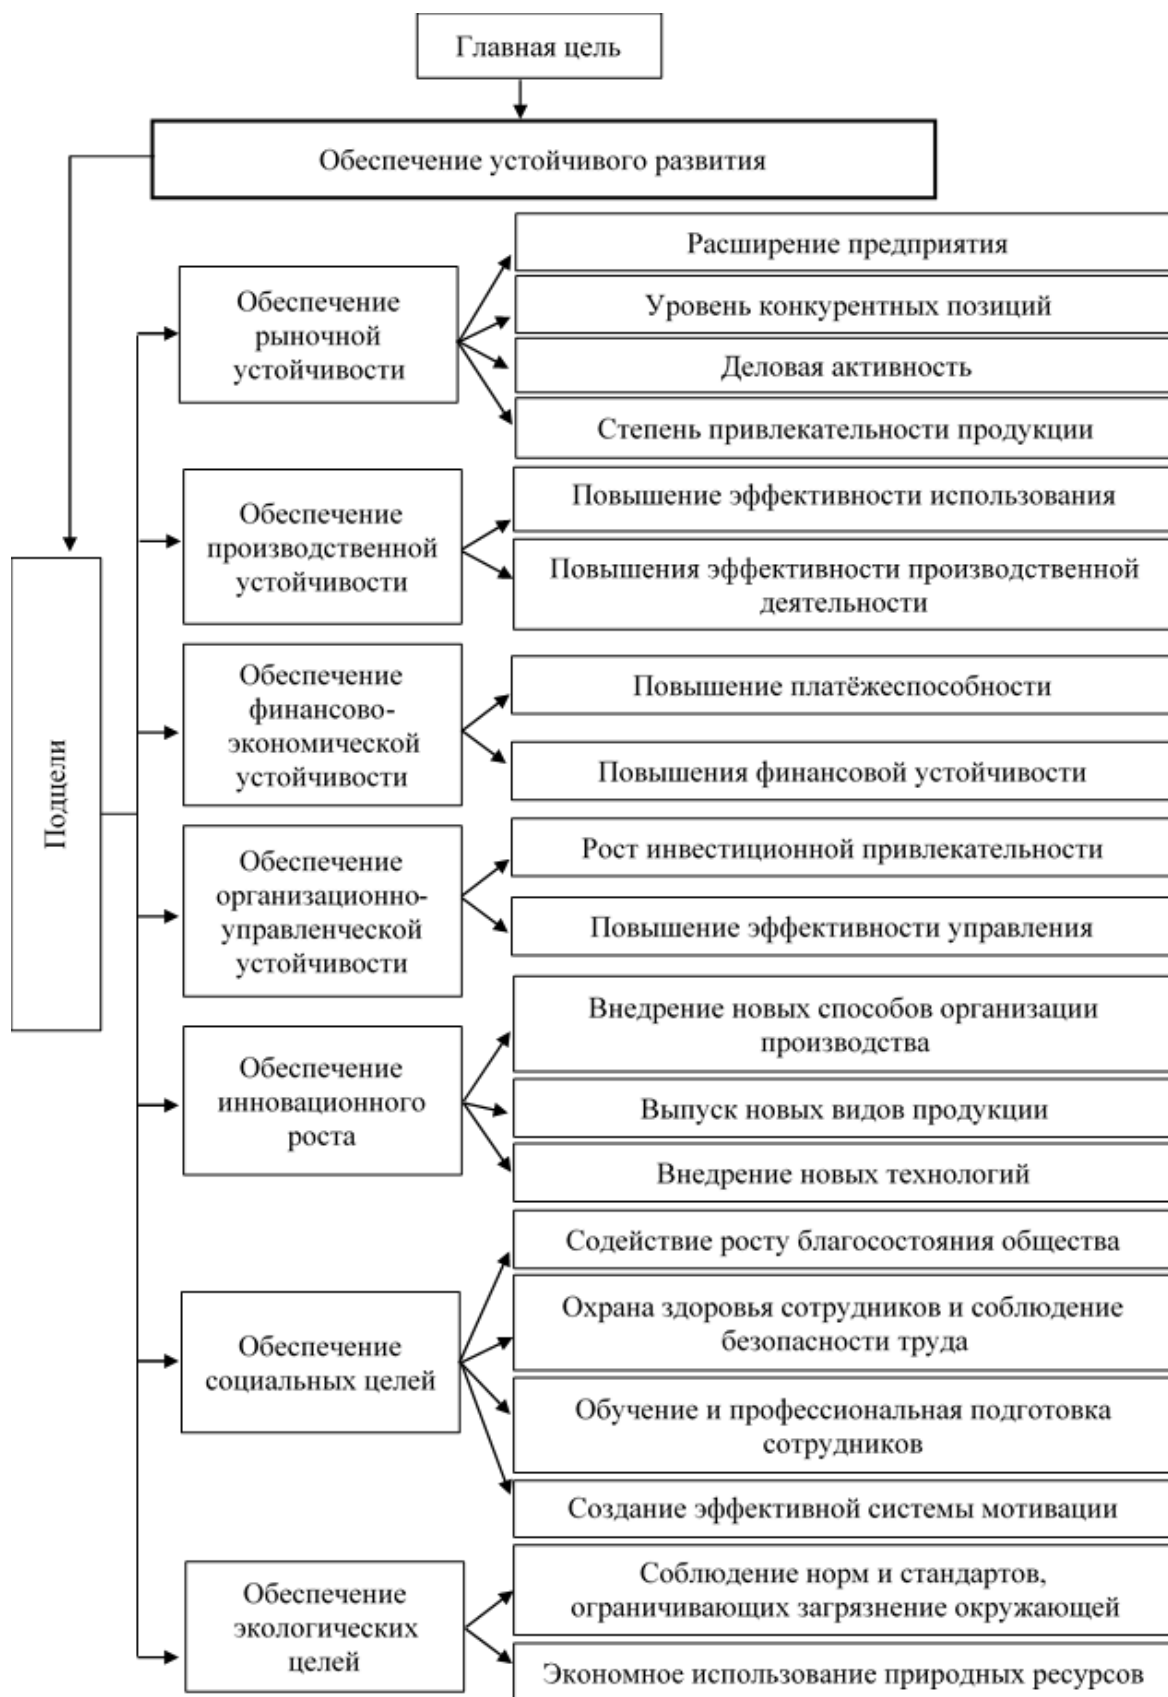 Главная цель
Обеспечение устойчивого развития
Подцели
Обеспечение
рыночной
устойчивости
Расширение предприятия
Уровень конкурентных позиций
Деловая активность
Степень привлекательности продукции
Обеспечение
производственной
устойчивости
Повышение эффективности использования
Повышения эффективности производственной
деятельности
Обеспечение
финансово-
экономической
устойчивости
Повышение платёжеспособности
Повышения финансовой устойчивости
Обеспечение
организационно-
управленческой
устойчивости
Рост инвестиционной привлекательности
Повышение эффективности управления
Обеспечение
инновационного
роста
Внедрение новых способов организации
производства
Выпуск новых видов продукции
Внедрение новых технологий
Обеспечение
социальных целей
Содействие росту благосостояния общества
Охрана здоровья сотрудников и соблюдение
безопасности труда
Обучение и профессиональная подготовка
сотрудников
Создание эффективной системы мотивации
Обеспечение
экологических
целей
Соблюдение норм и стандартов,
ограничивающих загрязнение окружающей
Экономное использование природных ресурсов